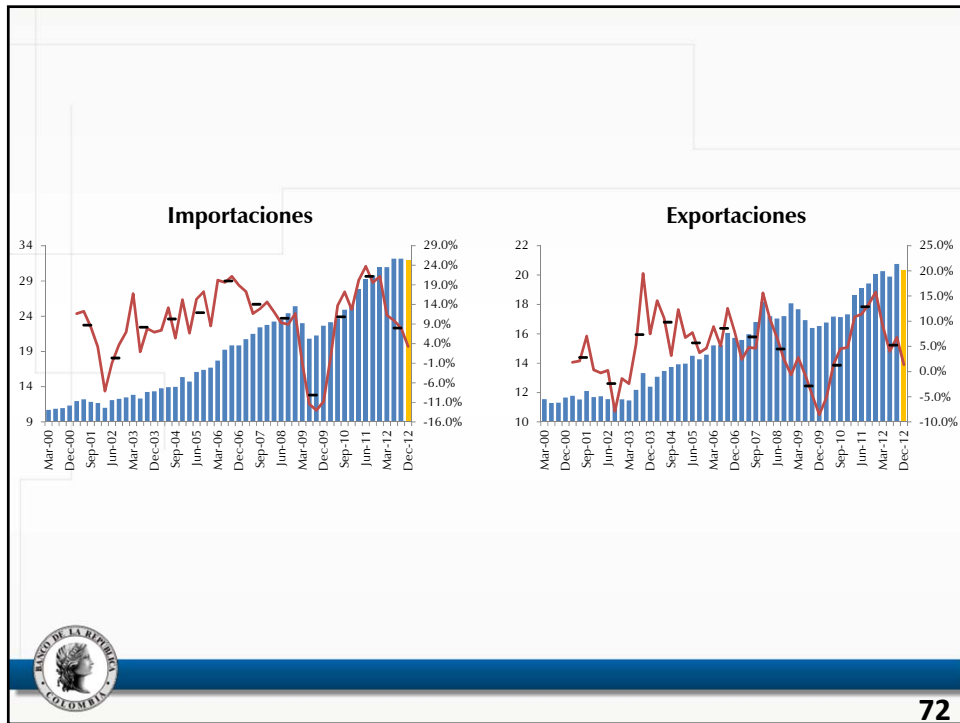 Importaciones
34
29
24
19
14
9
29.0%
24.0%
19.0%
14.0%
9.0%
4.0%
-1.0%
-6.0%
-11.0%
-16.0%
Mar-00
Dec-00
Sep-01
Jun-02
Mar-03
Dec-03
Sep-04
Jun-05
Mar-06
Dec-06
Sep-07
Jun-08
Mar-09
Dec-09
Sep-10
Jun-11
Mar-12
Dec-12
Exportaciones
22
20
18
16
14
12
10
25.0%
20.0%
15.0%
10.0%
5.0%
0.0%
-5.0%
-10.0%
Mar-00
Dec-00
Sep-01
Jun-02
Mar-03
Dec-03
Sep-04
Jun-05
Mar-06
Dec-06
Sep-07
Jun-08
Mar-09
Dec-09
Sep-10
Jun-11
Mar-12
Dec-12
BANCO DE LA REPÚBLICA
COLOMBIA
72